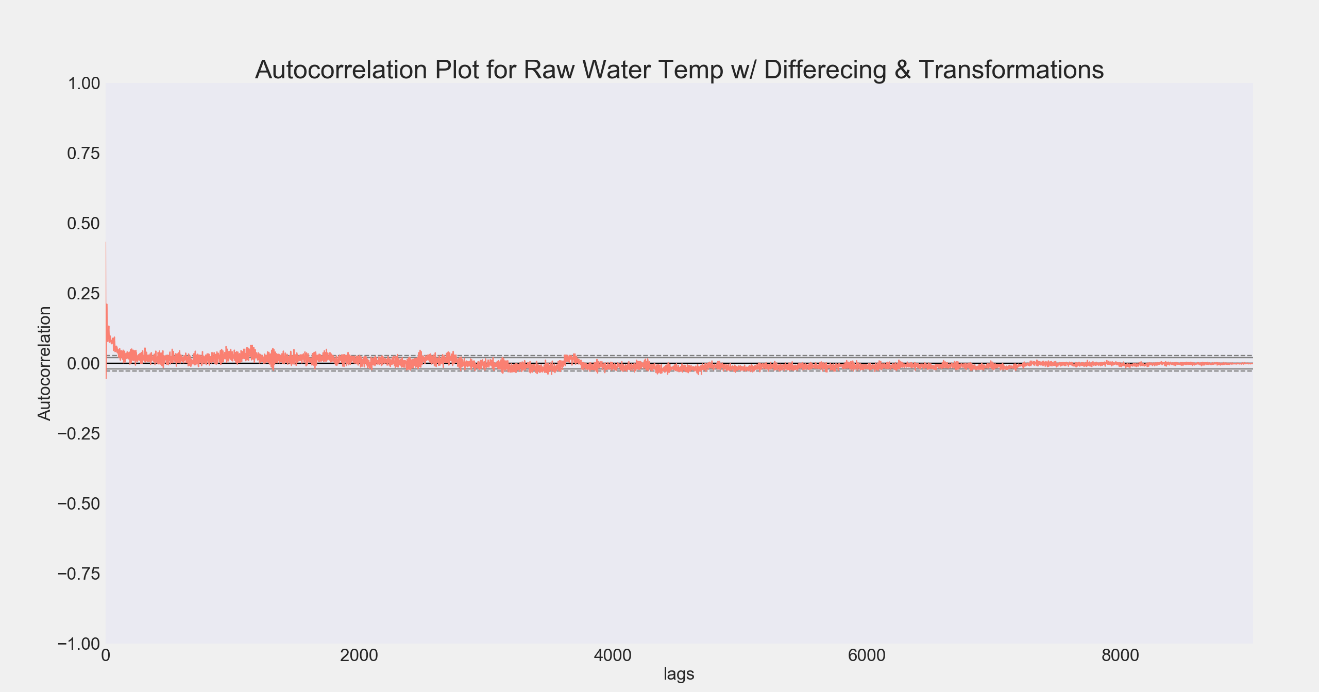 Autocorrelation Plot for Raw Water Temp w/ Differecing & Transformations
1.00
0.75
0.50
0.25
0.00
−0.25
−0.50
−0.75
−1.00
Autocorrelation
0 2000 4000 6000 8000
lags